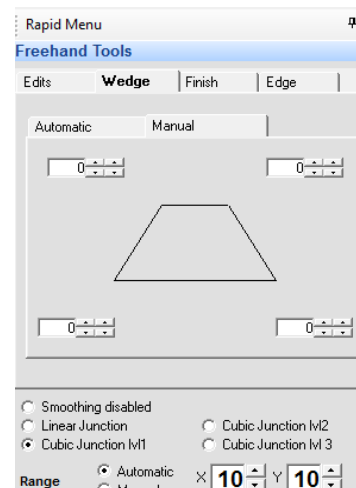 Rapid Menu
Freehand Tools
Edits Wedge Finish Edge
Automatic Manual
0 0
0 0
Smoothing disabled
Linear Junction Cubic Junction lvl2
Cubic Junction lvl1 Cubic Junction lvl 3
Automatic
Range X 10 Y 10
Manual